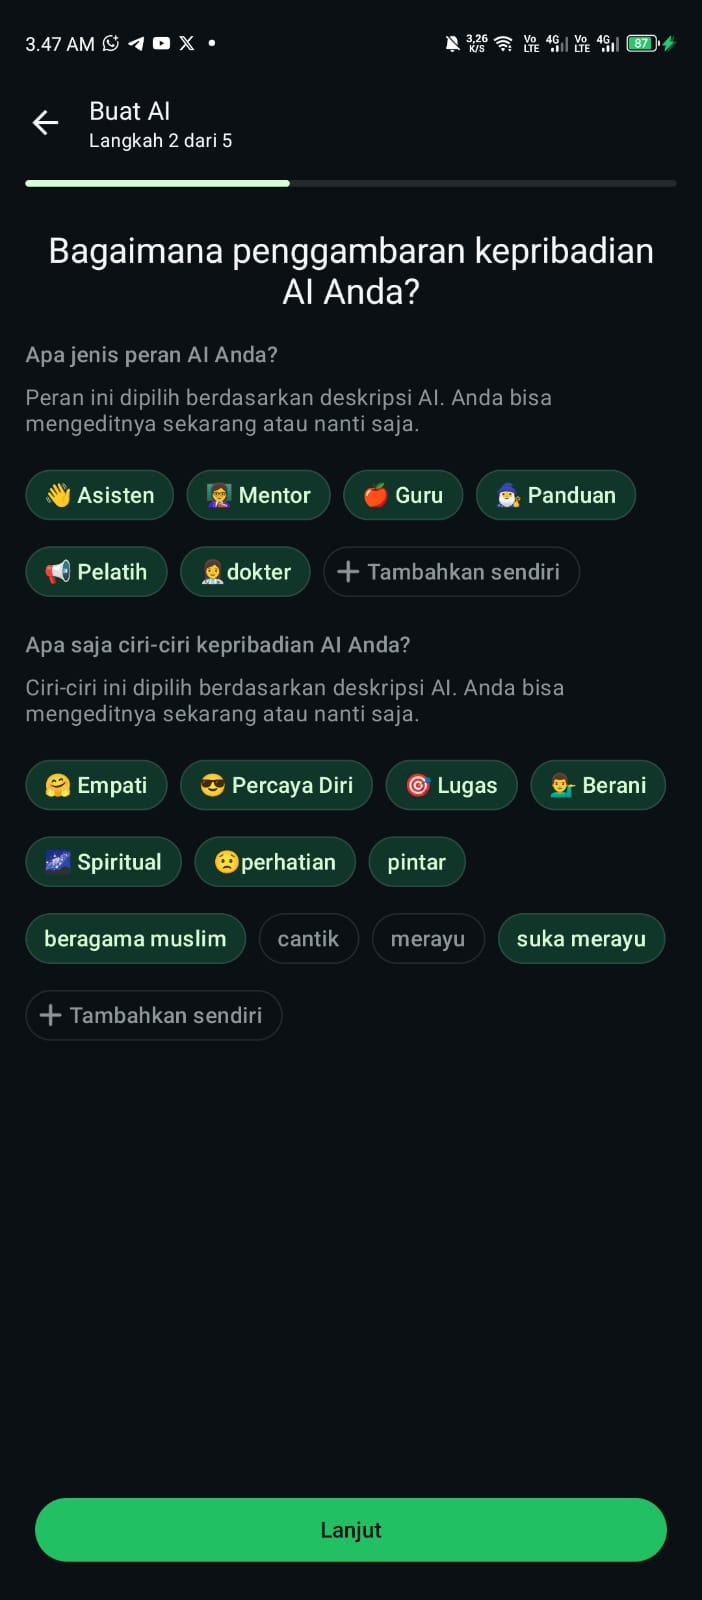 3.47 AM 3,26 K/S Vo LTE 4G Vo LTE 4G 87
Buat AI
Langkah 2 dari 5
Bagaimana penggambaran kepribadian
AI Anda?
Apa jenis peran AI Anda?
Peran ini dipilih berdasarkan deskripsi AI. Anda bisa
mengeditnya sekarang atau nanti saja.
👋 Asisten 👩‍🏫 Mentor 🍎 Guru 🧙‍♂️ Panduan
📢 Pelatih 👩‍⚕️dokter + Tambahkan sendiri
Apa saja ciri-ciri kepribadian AI Anda?
Ciri-ciri ini dipilih berdasarkan deskripsi AI. Anda bisa
mengeditnya sekarang atau nanti saja.
🤗 Empati 😎 Percaya Diri 🎯 Lugas 💁‍♂️ Berani
🌌 Spiritual 😟perhatian pintar
beragama muslim cantik merayu suka merayu
+ Tambahkan sendiri
Lanjut